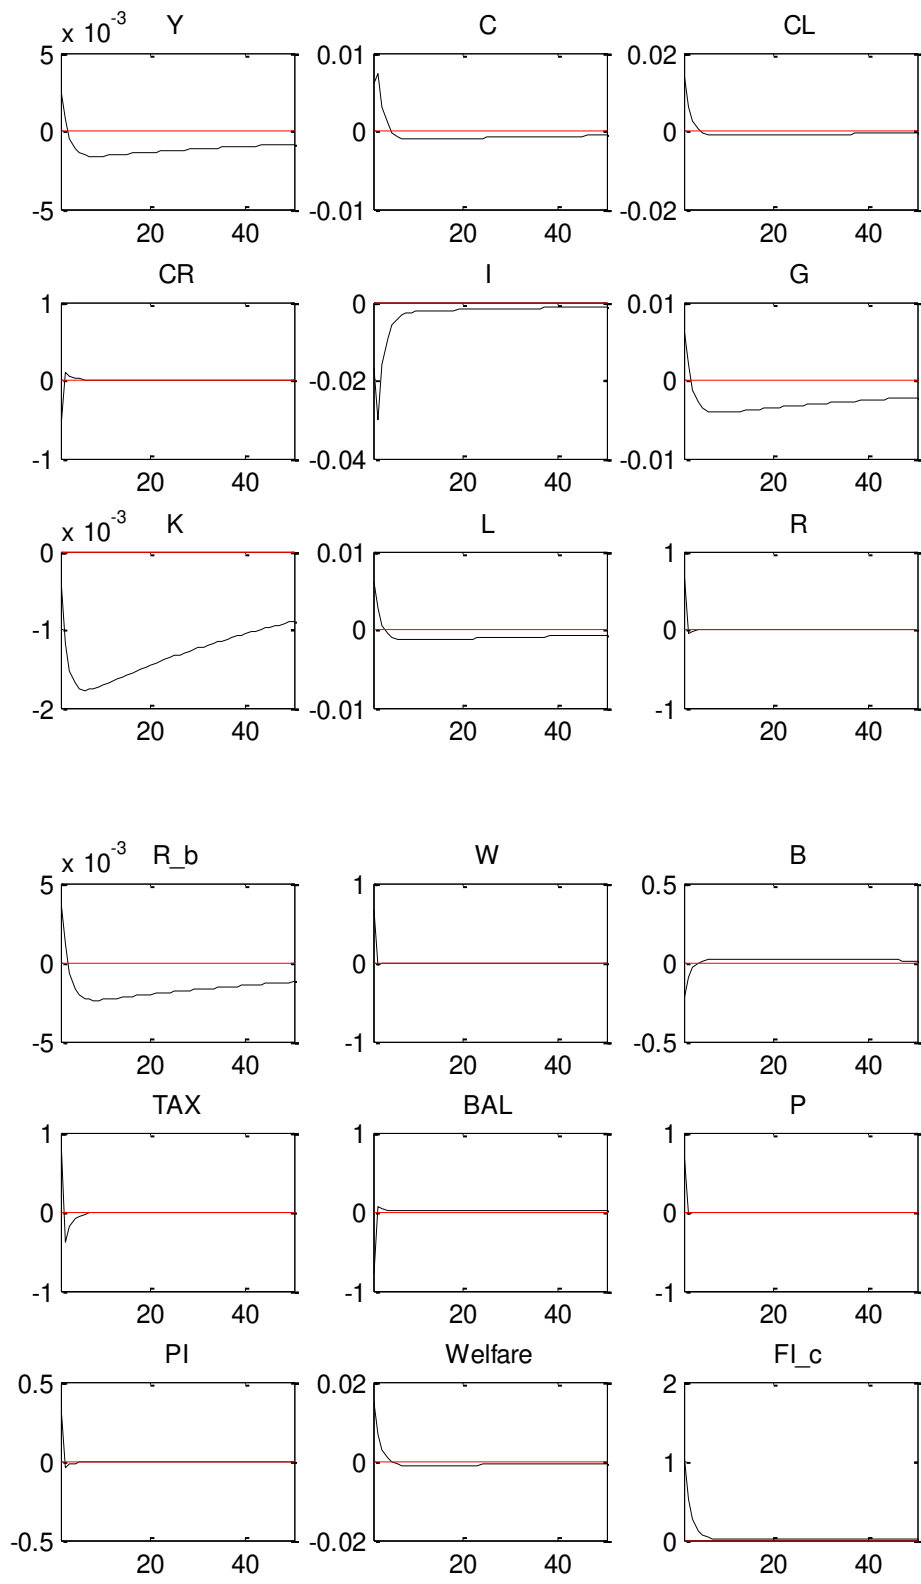 x 10^-3 Y C CL
5 0.01 0.02
0 0 0
-5 -0.01 -0.02
20 40 20 40 20 40
CR I G
1 0 0.01
0 -0.02 0
-1 -0.04 -0.01
20 40 20 40 20 40
x 10^-3 K L R
0 0.01 1
-1 0 0
-2 -0.01 -1
20 40 20 40 20 40
x 10^-3 R_b W B
5 1 0.5
0 0 0
-5 -1 -0.5
20 40 20 40 20 40
TAX BAL P
1 1 1
0 0 0
-1 -1 -1
20 40 20 40 20 40
PI Welfare FI_c
0.5 0.02 2
0 0 1
-0.5 -0.02 0
20 40 20 40 20 40